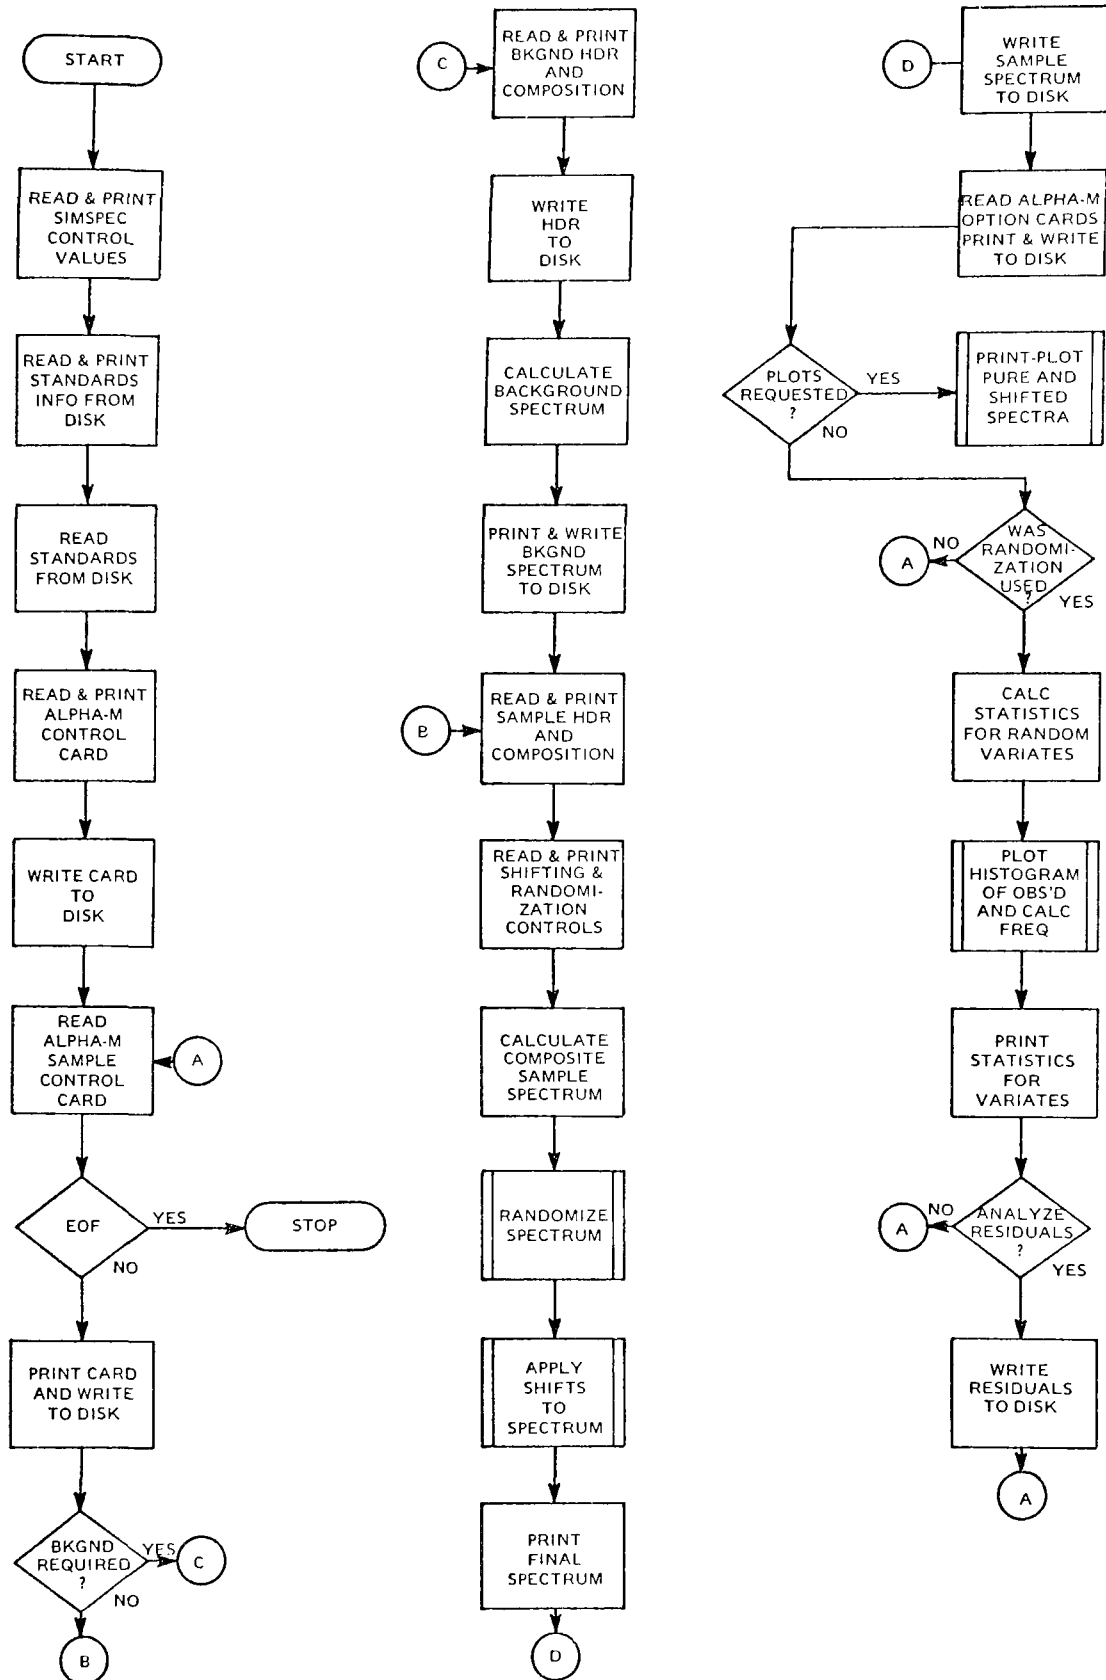 START
READ & PRINT
SIMSPEC
CONTROL
VALUES
READ & PRINT
STANDARDS
INFO FROM
DISK
READ
STANDARDS
FROM DISK
READ & PRINT
ALPHA-M
CONTROL
CARD
WRITE CARD
TO
DISK
READ
ALPHA-M
SAMPLE
CONTROL
CARD
A
EOF
YES
STOP
NO
PRINT CARD
AND WRITE
TO DISK
BKGND
REQUIRED
?
YES
C
NO
B
C
READ & PRINT
BKGND HDR
AND
COMPOSITION
WRITE
HDR
TO
DISK
CALCULATE
BACKGROUND
SPECTRUM
PRINT & WRITE
BKGND
SPECTRUM
TO DISK
B
READ & PRINT
SAMPLE HDR
AND
COMPOSITION
READ & PRINT
SHIFTING &
RANDOMI-
ZATION
CONTROLS
CALCULATE
COMPOSITE
SAMPLE
SPECTRUM
RANDOMIZE
SPECTRUM
APPLY
SHIFTS
TO
SPECTRUM
PRINT
FINAL
SPECTRUM
D
D
WRITE
SAMPLE
SPECTRUM
TO DISK
READ ALPHA-M
OPTION CARDS
PRINT & WRITE
TO DISK
PLOTS
REQUESTED
?
YES
PRINT-PLOT
PURE AND
SHIFTED
SPECTRA
NO
WAS
RANDOMI-
ZATION
USED
?
NO
A
YES
CALC
STATISTICS
FOR RANDOM
VARIATES
PLOT
HISTOGRAM
OF OBS'D
AND CALC
FREQ
PRINT
STATISTICS
FOR
VARIATES
ANALYZE
RESIDUALS
?
NO
A
YES
WRITE
RESIDUALS
TO DISK
A